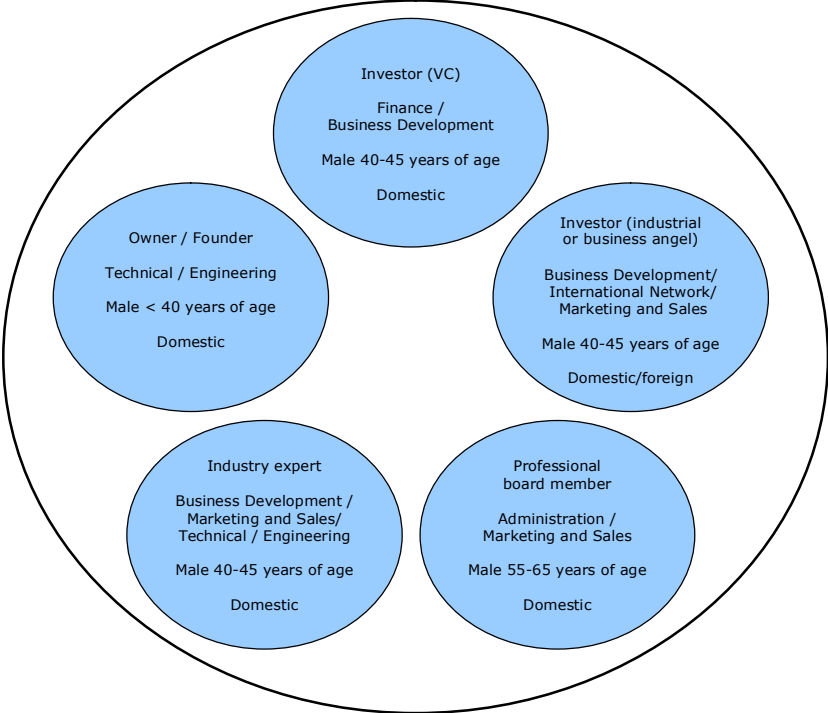 Investor (VC)
Finance /
Business Development
Male 40-45 years of age
Domestic
Owner / Founder
Technical / Engineering
Male < 40 years of age
Domestic
Investor (industrial
or business angel)
Business Development/
International Network/
Marketing and Sales
Male 40-45 years of age
Domestic/foreign
Industry expert
Business Development /
Marketing and Sales/
Technical / Engineering
Male 40-45 years of age
Domestic
Professional
board member
Administration /
Marketing and Sales
Male 55-65 years of age
Domestic